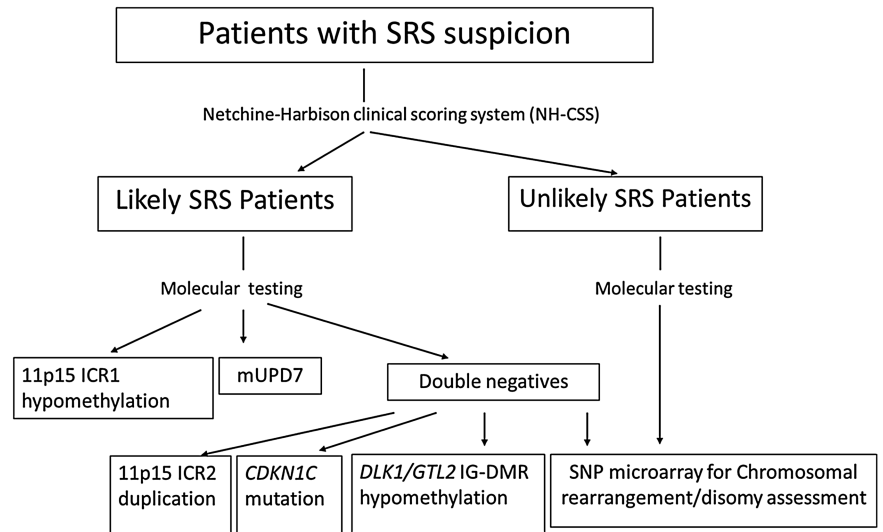 Patients with SRS suspicion
Netchine-Harbison clinical scoring system (NH-CSS)
Likely SRS Patients
Unlikely SRS Patients
Molecular testing
Molecular testing
11p15 ICR1
hypomethylation
mUPD7
Double negatives
11p15 ICR2
duplication
CDKN1C
mutation
DLK1/GTL2 IG-DMR
hypomethylation
SNP microarray for Chromosomal
rearrangement/disomy assessment